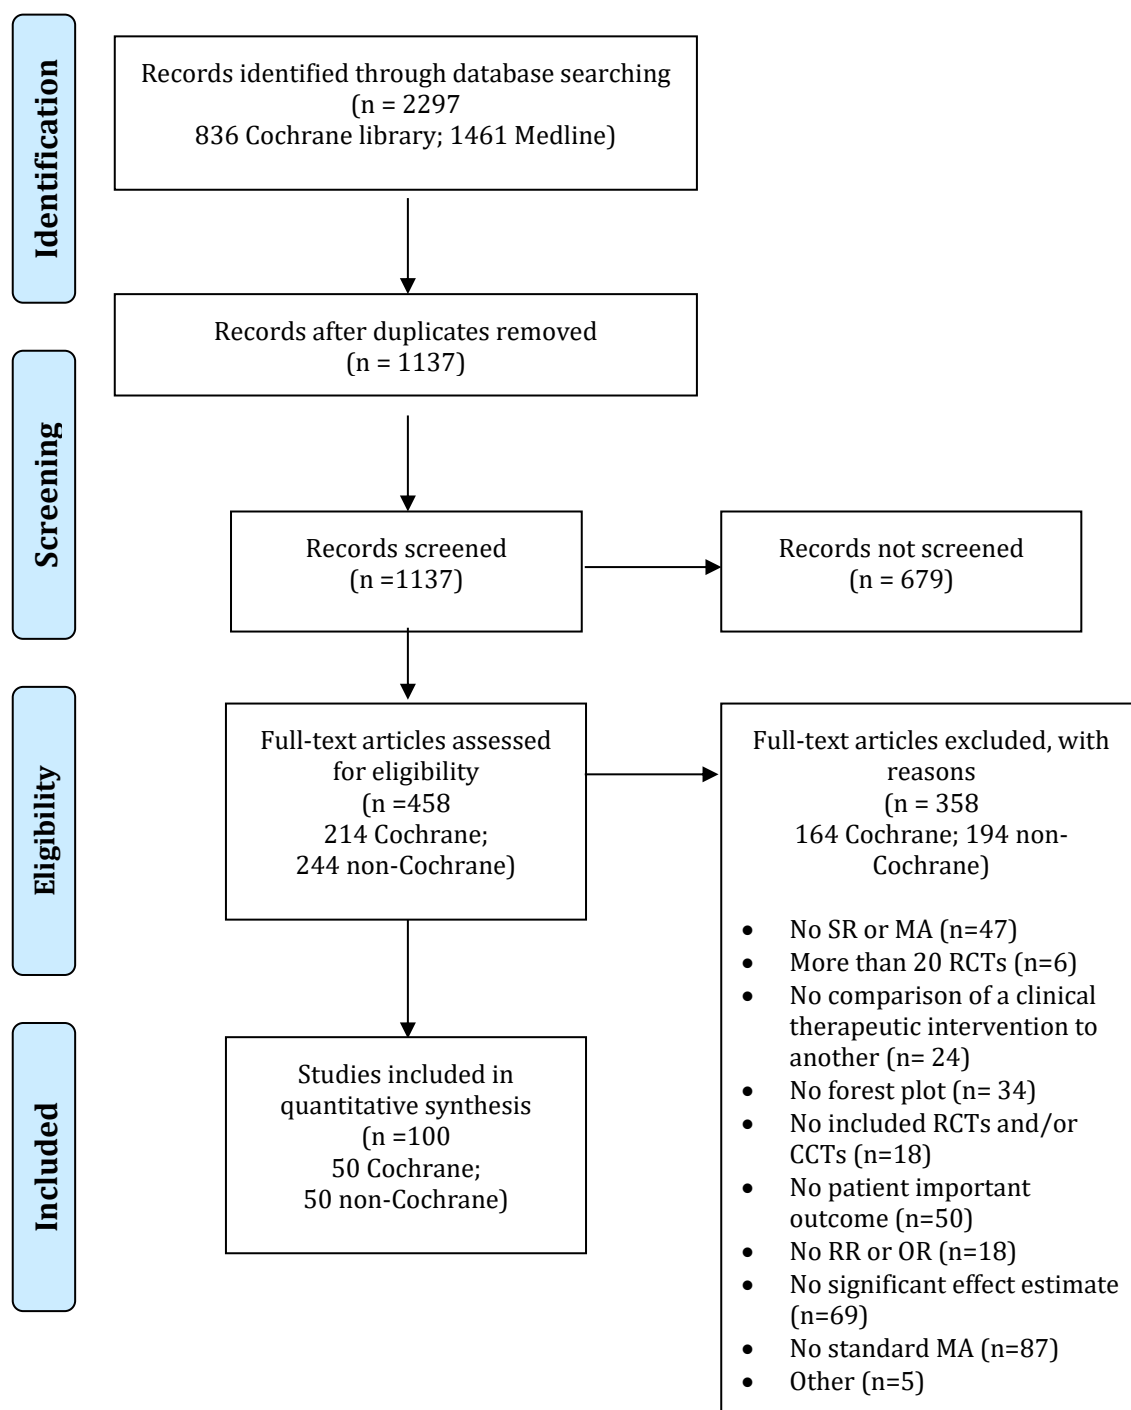 Identification
Records identified through database searching
(n = 2297
836 Cochrane library; 1461 Medline)
Records after duplicates removed
(n = 1137)
Screening
Records screened
(n =1137)
Records not screened
(n = 679)
Eligibility
Full-text articles assessed
for eligibility
(n =458
214 Cochrane;
244 non-Cochrane)
Full-text articles excluded, with
reasons
(n = 358
164 Cochrane; 194 non-
Cochrane)
• No SR or MA (n=47)
• More than 20 RCTs (n=6)
• No comparison of a clinical
therapeutic intervention to
another (n= 24)
• No forest plot (n= 34)
• No included RCTs and/or
CCTs (n=18)
• No patient important
outcome (n=50)
• No RR or OR (n=18)
• No significant effect estimate
(n=69)
• No standard MA (n=87)
• Other (n=5)
Included
Studies included in
quantitative synthesis
(n =100
50 Cochrane;
50 non-Cochrane)